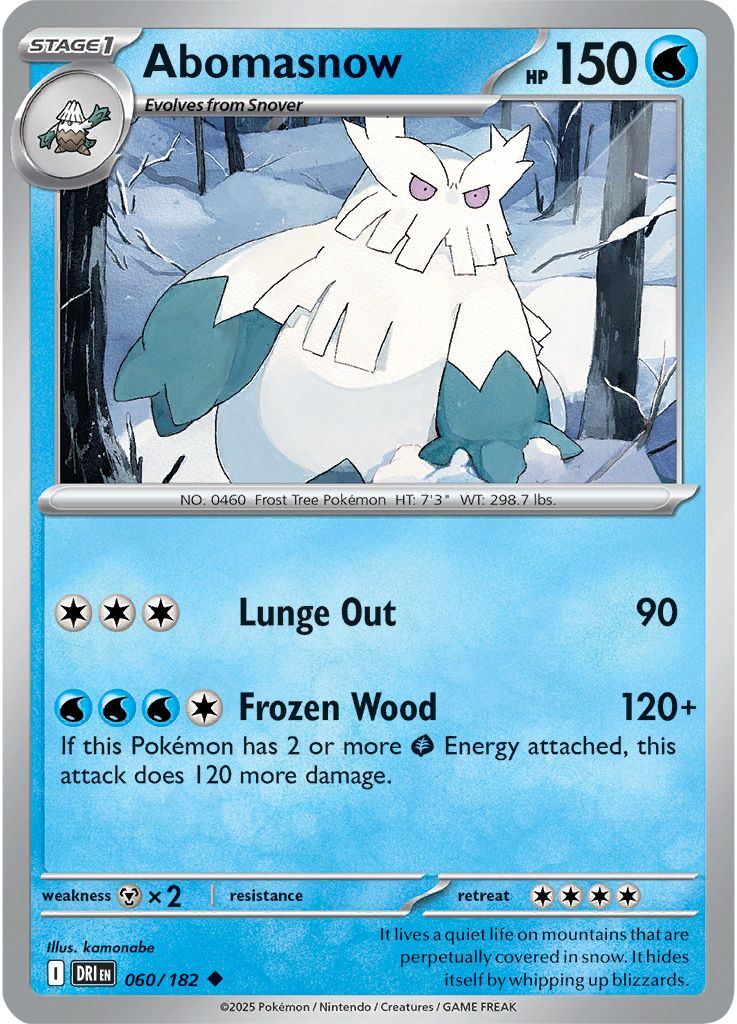 STAGE1
Abomasnow
HP 150
Evolves from Snover
NO. 0460 Frost Tree Pokémon HT: 7'3" WT: 298.7 lbs.
Lunge Out 90
Frozen Wood 120+
If this Pokémon has 2 or more Energy attached, this
attack does 120 more damage.
weakness ×2 resistance retreat
Illus. kamonabe
It lives a quiet life on mountains that are
perpetually covered in snow. It hides
itself by whipping up blizzards.
I DRI EN 060/182
©2025 Pokémon / Nintendo / Creatures / GAME FREAK